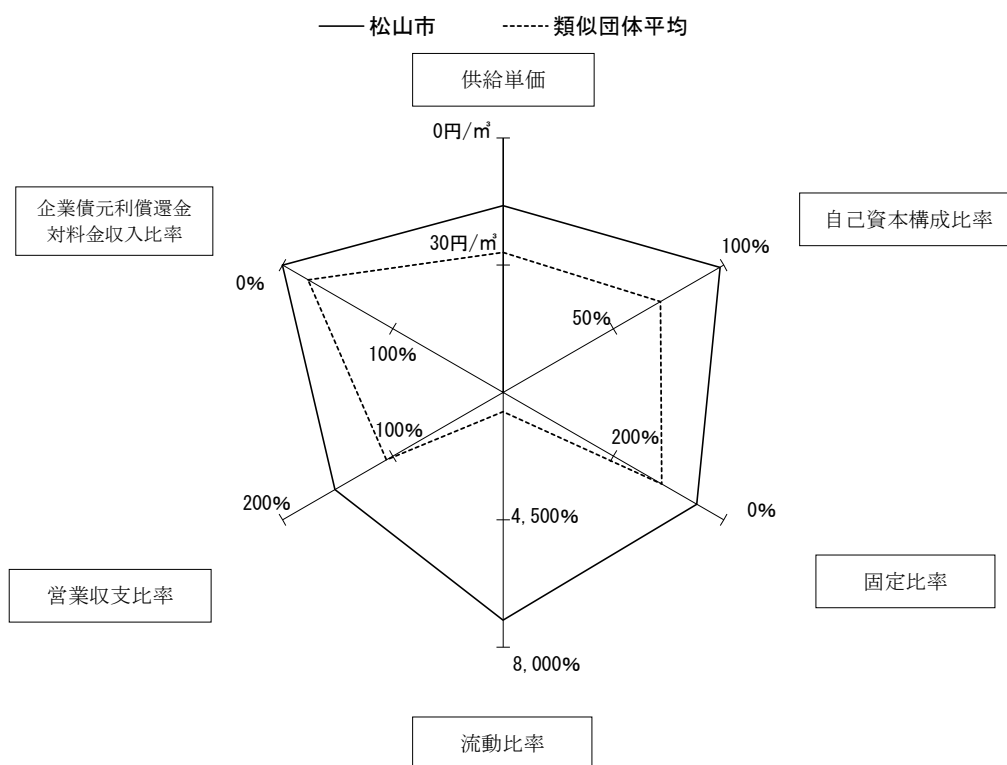 松山市 類似団体平均
供給単価
0円/㎥
企業債元利償還金
対料金収入比率
自己資本構成比率
100%
30円/㎥
0%
50%
100%
100%
200%
200%
0%
4,500%
営業収支比率
固定比率
8,000%
流動比率